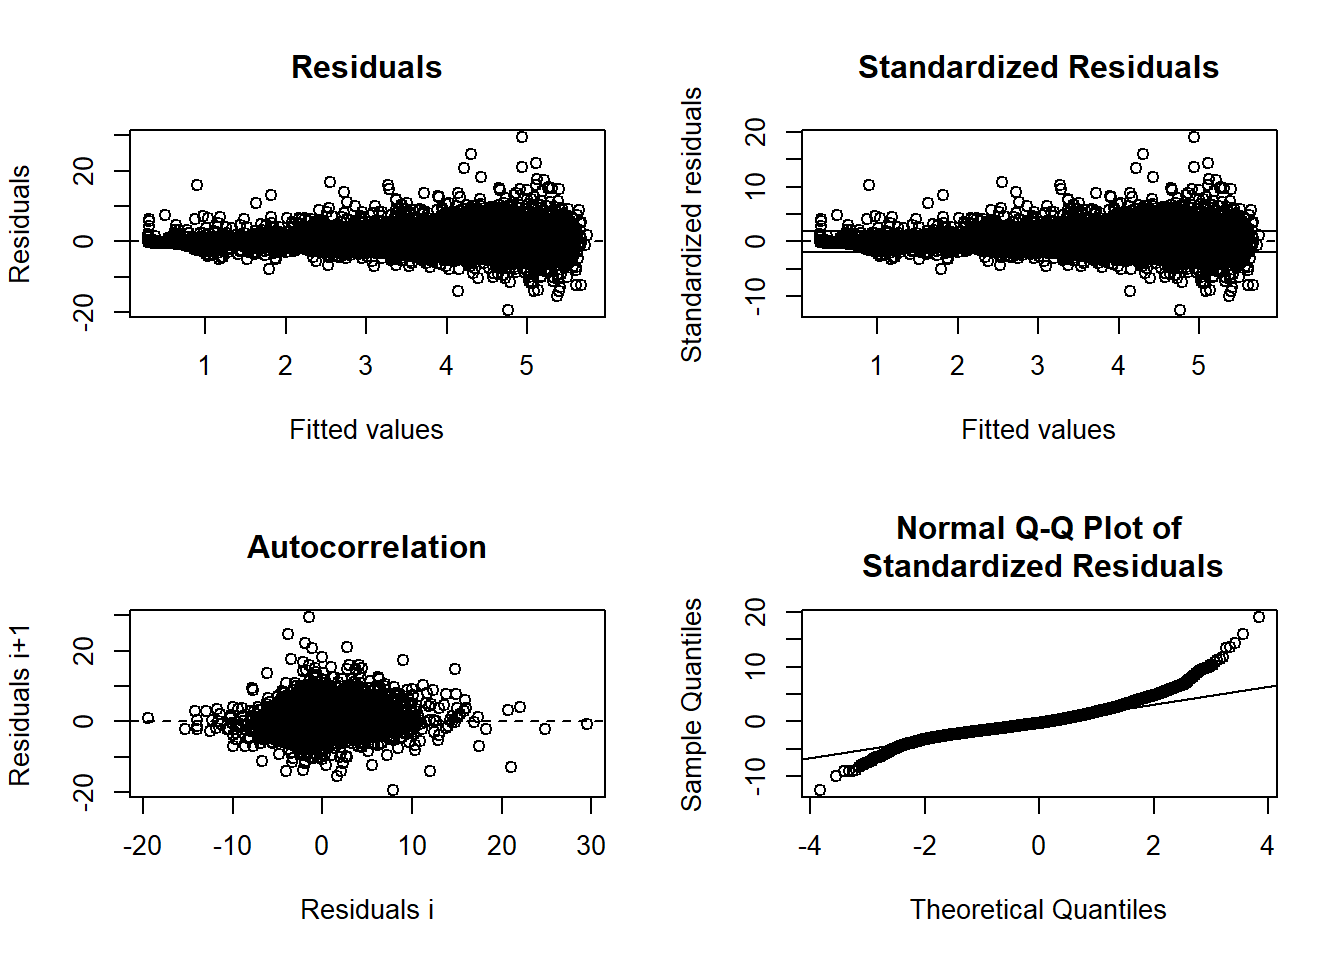 Residuals
Residuals
20
0
-20
1 2 3 4 5
Fitted values
Standardized Residuals
Standardized residuals
20
10
0
-10
1 2 3 4 5
Fitted values
Autocorrelation
Residuals i+1
20
0
-20
-20 -10 0 10 20 30
Residuals i
Normal Q-Q Plot of
Standardized Residuals
Sample Quantiles
20
10
0
-10
-4 -2 0 2 4
Theoretical Quantiles